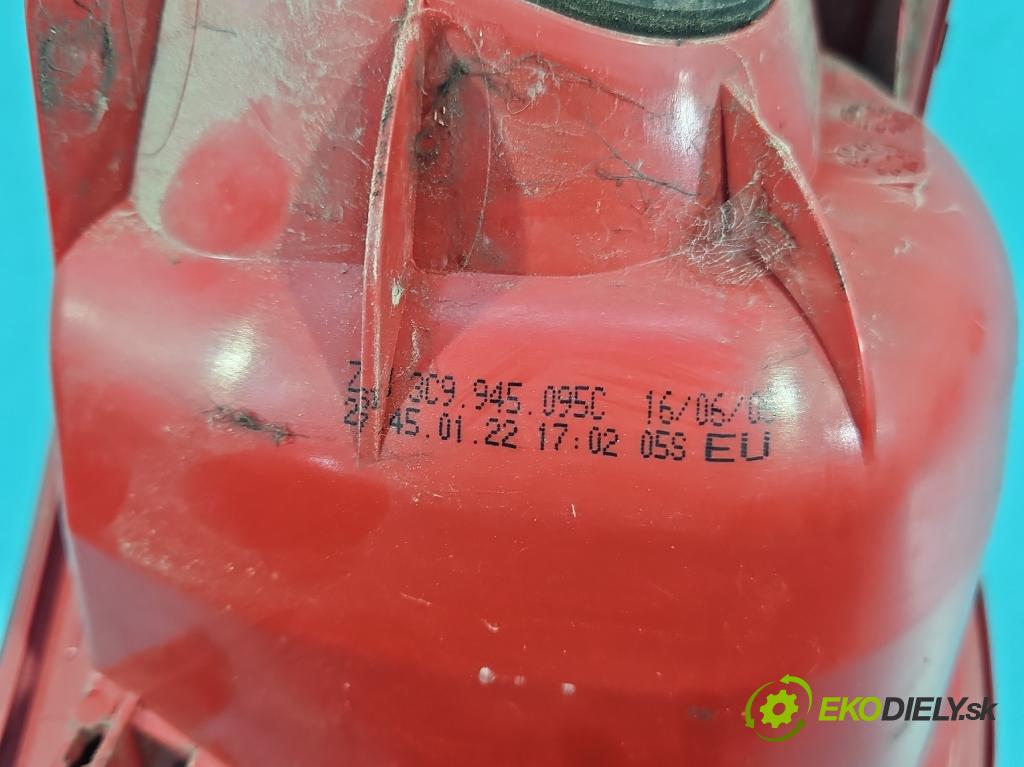 3C9.945.095C 16/06/0
45.01.22 17:02 05S EU
EKODIELY.sk